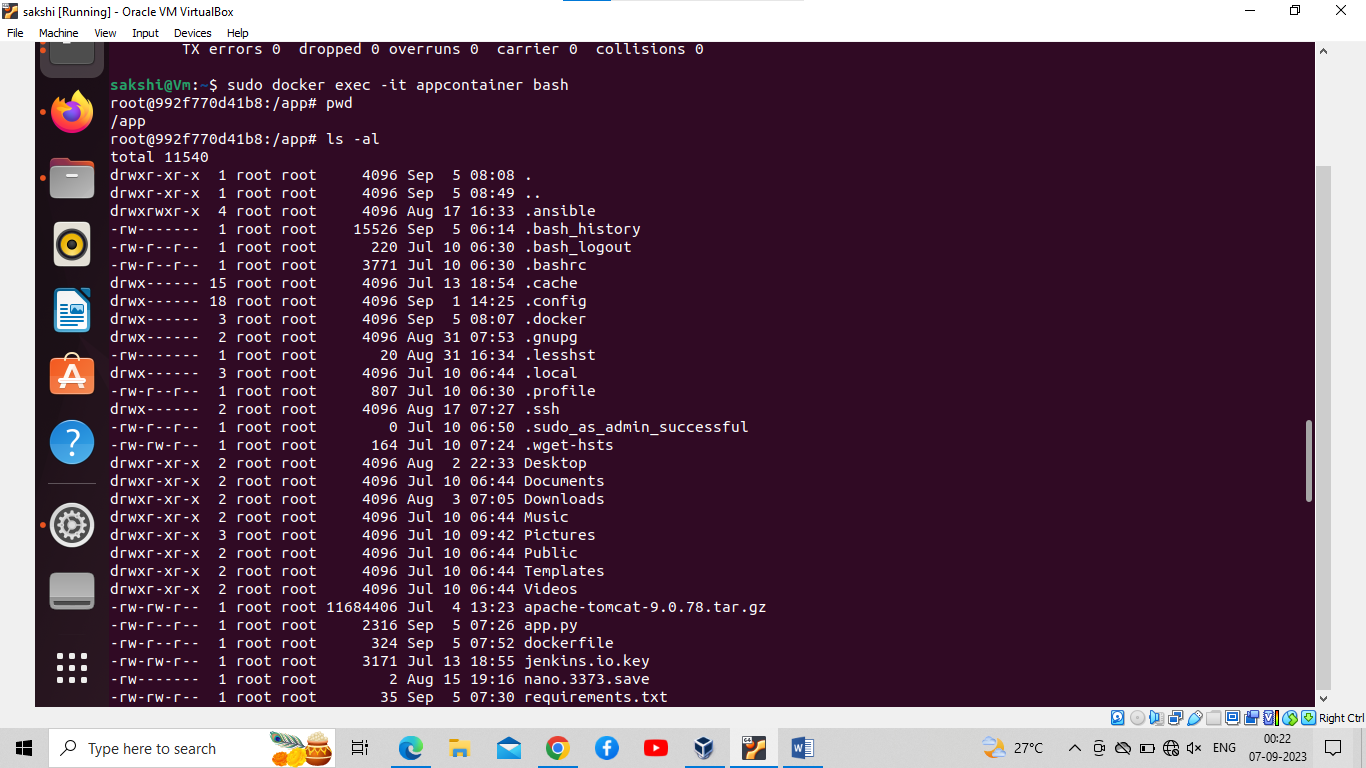 sakshi [Running] - Oracle VM VirtualBox
File Machine View Input Devices Help
TX errors 0  dropped 0 overruns 0  carrier 0  collisions 0
sakshi@Vm:~$ sudo docker exec -it appcontainer bash
root@992f770d41b8:/app# pwd
/app
root@992f770d41b8:/app# ls -al
total 11540
drwxr-xr-x  1 root root     4096 Sep  5 08:08 .
drwxr-xr-x  1 root root     4096 Sep  5 08:49 ..
drwxrwxr-x  4 root root     4096 Aug 17 16:33 .ansible
-rw-------  1 root root    15526 Sep  5 06:14 .bash_history
-rw-r--r--  1 root root      220 Jul 10 06:30 .bash_logout
-rw-r--r--  1 root root     3771 Jul 10 06:30 .bashrc
drwx------ 15 root root     4096 Jul 13 18:54 .cache
drwx------ 18 root root     4096 Sep  1 14:25 .config
drwx------  3 root root     4096 Sep  5 08:07 .docker
drwx------  2 root root     4096 Aug 31 07:53 .gnupg
-rw-------  1 root root       20 Aug 31 16:34 .lesshst
drwx------  3 root root     4096 Jul 10 06:44 .local
-rw-r--r--  1 root root      807 Jul 10 06:30 .profile
drwx------  2 root root     4096 Aug 17 07:27 .ssh
-rw-r--r--  1 root root        0 Jul 10 06:50 .sudo_as_admin_successful
-rw-rw-r--  1 root root      164 Jul 10 07:24 .wget-hsts
drwxr-xr-x  2 root root     4096 Aug  2 22:33 Desktop
drwxr-xr-x  2 root root     4096 Jul 10 06:44 Documents
drwxr-xr-x  2 root root     4096 Aug  3 07:05 Downloads
drwxr-xr-x  2 root root     4096 Jul 10 06:44 Music
drwxr-xr-x  3 root root     4096 Jul 10 09:42 Pictures
drwxr-xr-x  2 root root     4096 Jul 10 06:44 Public
drwxr-xr-x  2 root root     4096 Jul 10 06:44 Templates
drwxr-xr-x  2 root root     4096 Jul 10 06:44 Videos
-rw-rw-r--  1 root root 11684406 Jul  4 13:23 apache-tomcat-9.0.78.tar.gz
-rw-r--r--  1 root root     2316 Sep  5 07:26 app.py
-rw-r--r--  1 root root      324 Sep  5 07:52 dockerfile
-rw-rw-r--  1 root root     3171 Jul 13 18:55 jenkins.io.key
-rw-------  1 root root        2 Aug 15 19:16 nano.3373.save
-rw-rw-r--  1 root root       35 Sep  5 07:30 requirements.txt
Right Ctrl
Type here to search
27°C
ENG
00:22
07-09-2023